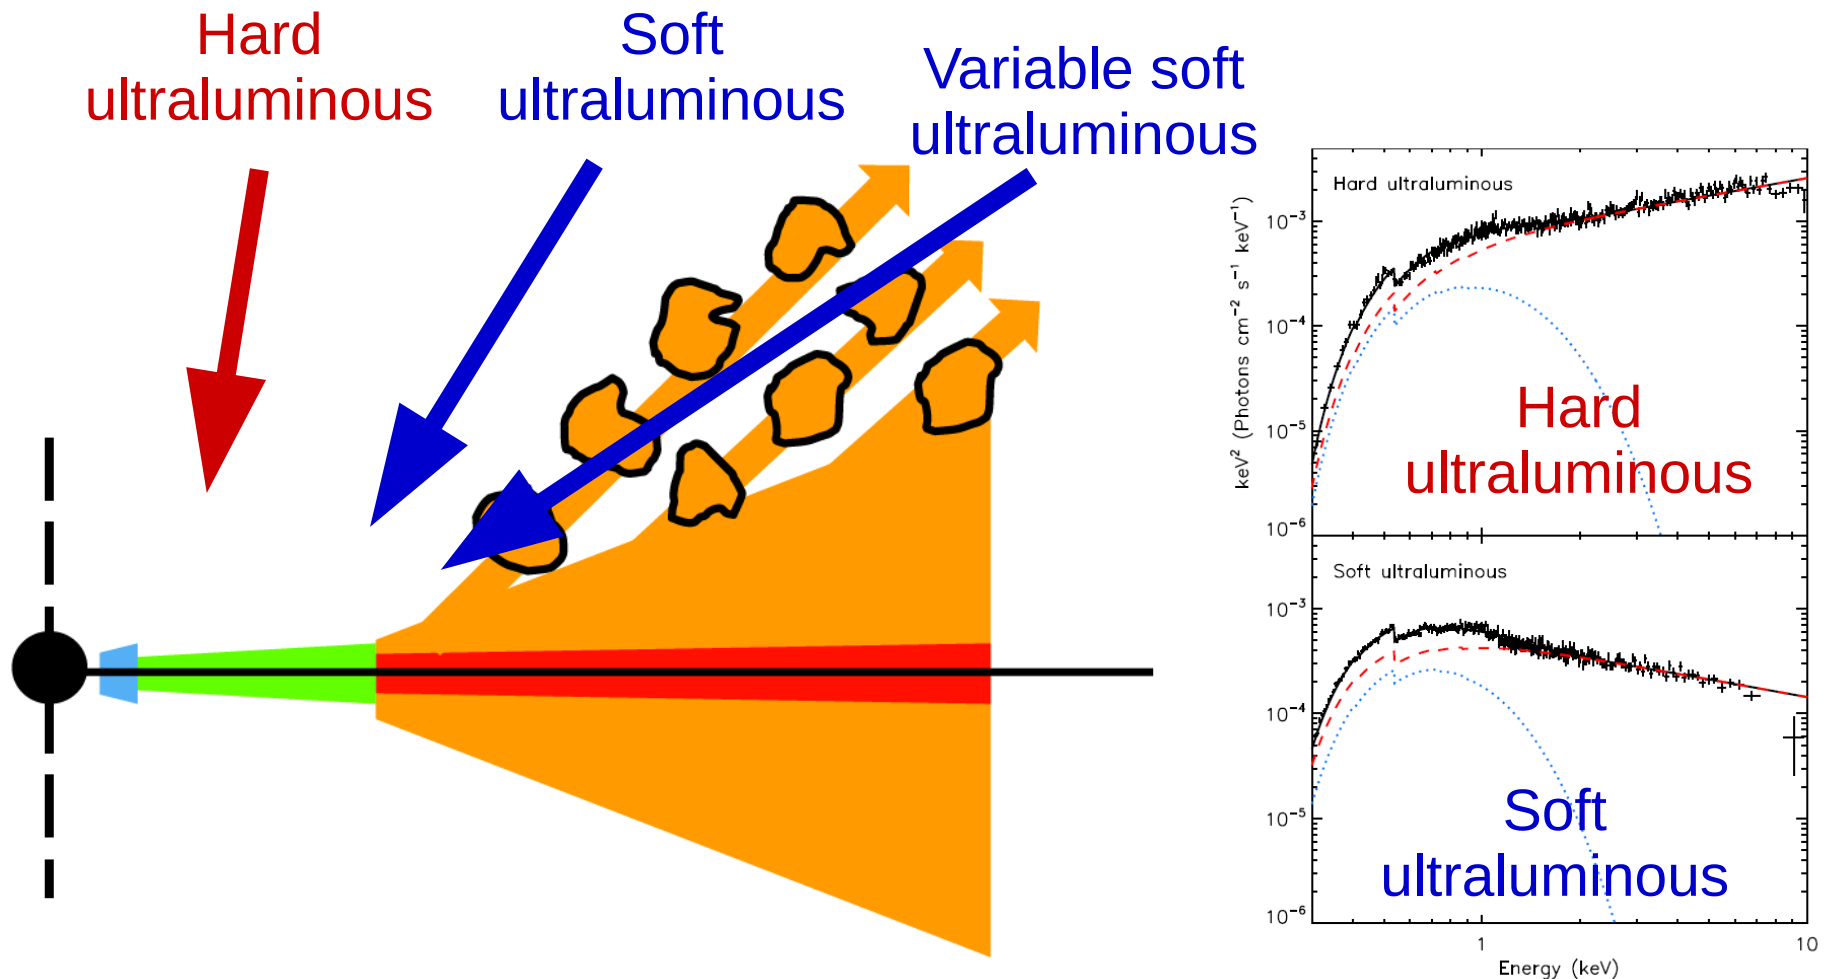 Hard
ultraluminous
Soft
ultraluminous
Variable soft
ultraluminous
Hard ultraluminous
keV² (Photons cm⁻² s⁻¹ keV⁻¹)
10⁻³
10⁻⁴
10⁻⁵
10⁻⁶
Hard
ultraluminous
Soft ultraluminous
10⁻³
10⁻⁴
10⁻⁵
10⁻⁶
Soft
ultraluminous
1
10
Energy (keV)